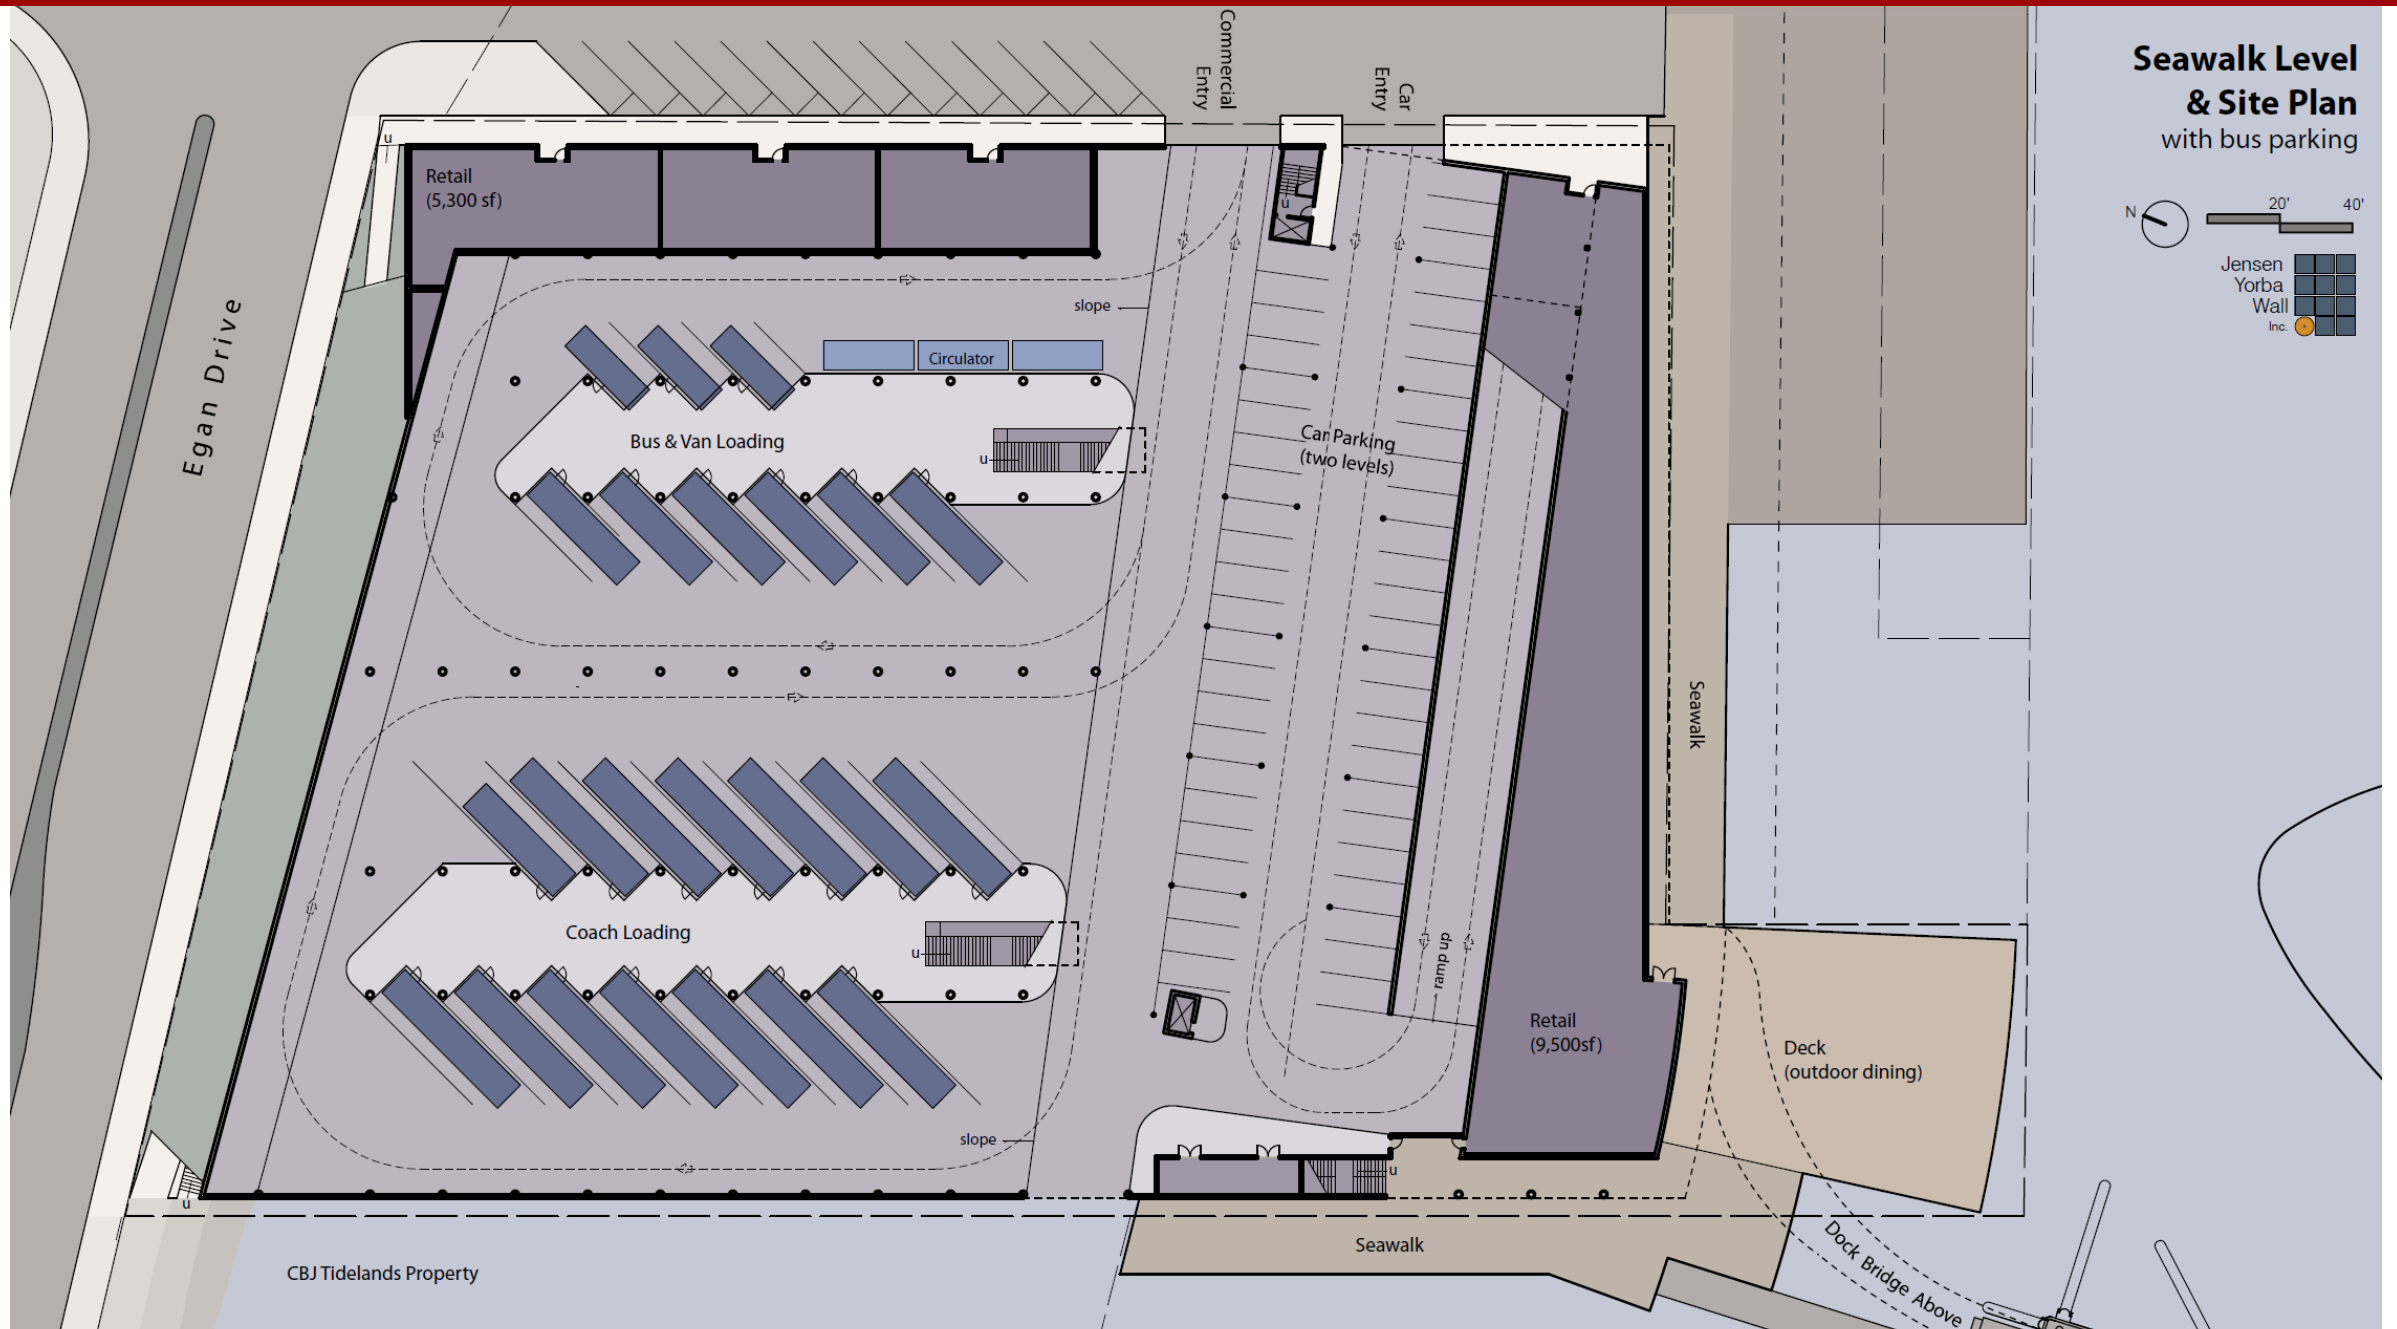 Seawalk Level
& Site Plan
with bus parking
N
20'
40'
Jensen
Yorba
Wall
Inc.
Commercial
Entry
Car
Entry
u
Retail
(5,300 sf)
u
slope
Circulator
Egan Drive
Bus & Van Loading
u
Car Parking
(two levels)
Seawalk
Coach Loading
u
ramp up
Retail
(9,500sf)
Deck
(outdoor dining)
slope
u
u
Seawalk
Dock Bridge Above
CBJ Tidelands Property